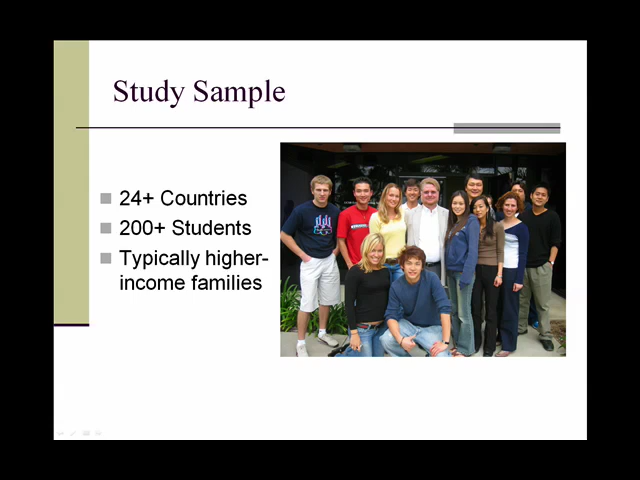 Study Sample
24+ Countries
200+ Students
Typically higher-
income families